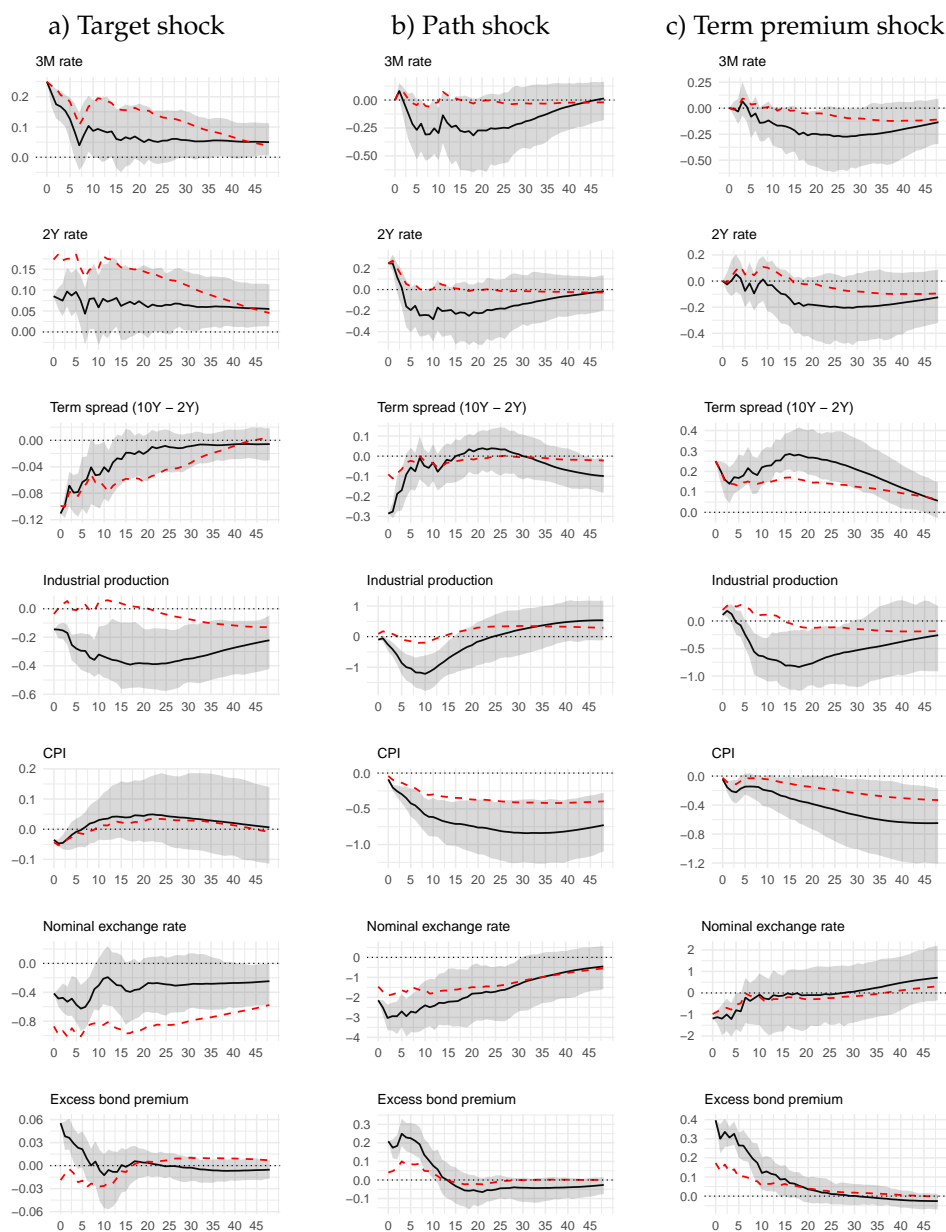 a) Target shock
b) Path shock
c) Term premium shock
3M rate
0.2
0.1
0.0
0 5 10 15 20 25 30 35 40 45
3M rate
0.00
−0.25
−0.50
0 5 10 15 20 25 30 35 40 45
3M rate
0.25
0.00
−0.25
−0.50
0 5 10 15 20 25 30 35 40 45
2Y rate
0.15
0.10
0.05
0.00
0 5 10 15 20 25 30 35 40 45
2Y rate
0.2
0.0
−0.2
−0.4
0 5 10 15 20 25 30 35 40 45
2Y rate
0.2
0.0
−0.2
−0.4
0 5 10 15 20 25 30 35 40 45
Term spread (10Y − 2Y)
0.00
−0.04
−0.08
−0.12
0 5 10 15 20 25 30 35 40 45
Term spread (10Y − 2Y)
0.1
0.0
−0.1
−0.2
−0.3
0 5 10 15 20 25 30 35 40 45
Term spread (10Y − 2Y)
0.4
0.3
0.2
0.1
0.0
0 5 10 15 20 25 30 35 40 45
Industrial production
0.0
−0.2
−0.4
−0.6
0 5 10 15 20 25 30 35 40 45
Industrial production
1
0
−1
0 5 10 15 20 25 30 35 40 45
Industrial production
0.0
−0.5
−1.0
0 5 10 15 20 25 30 35 40 45
CPI
0.2
0.1
0.0
−0.1
0 5 10 15 20 25 30 35 40 45
CPI
0.0
−0.5
−1.0
0 5 10 15 20 25 30 35 40 45
CPI
0.0
−0.4
−0.8
−1.2
0 5 10 15 20 25 30 35 40 45
Nominal exchange rate
0.0
−0.4
−0.8
0 5 10 15 20 25 30 35 40 45
Nominal exchange rate
0
−1
−2
−3
−4
0 5 10 15 20 25 30 35 40 45
Nominal exchange rate
2
1
0
−1
−2
0 5 10 15 20 25 30 35 40 45
Excess bond premium
0.06
0.03
0.00
−0.03
−0.06
0 5 10 15 20 25 30 35 40 45
Excess bond premium
0.3
0.2
0.1
0.0
−0.1
0 5 10 15 20 25 30 35 40 45
Excess bond premium
0.4
0.3
0.2
0.1
0.0
0 5 10 15 20 25 30 35 40 45